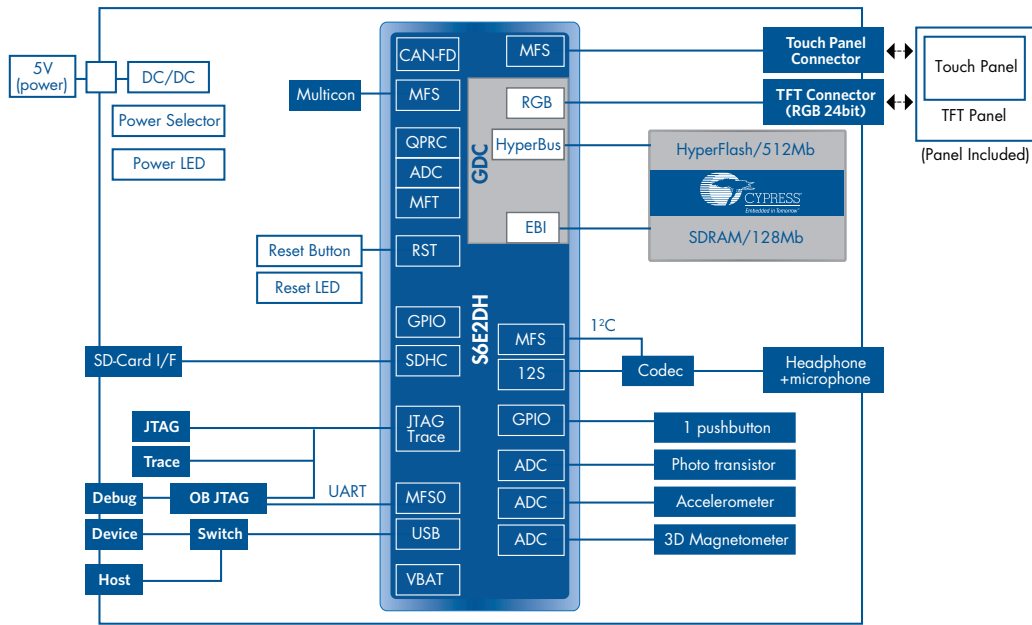 5V
(power)
DC/DC
Power Selector
Power LED
Multicon
Reset Button
Reset LED
SD-Card I/F
JTAG
Trace
Debug
OB JTAG
UART
Device
Switch
Host
CAN-FD
MFS
QPRC
ADC
MFT
RST
GPIO
SDHC
JTAG
Trace
MFS0
USB
VBAT
S6E2DH
GDC
MFS
RGB
HyperBus
EBI
MFS
12S
GPIO
ADC
ADC
ADC
Touch Panel
Connector
TFT Connector
(RGB 24bit)
Touch Panel
TFT Panel
(Panel Included)
HyperFlash/512Mb
CYPRESS
Embedded in Tomorrow™
SDRAM/128Mb
1²C
Codec
Headphone
+microphone
1 pushbutton
Photo transistor
Accelerometer
3D Magnetometer